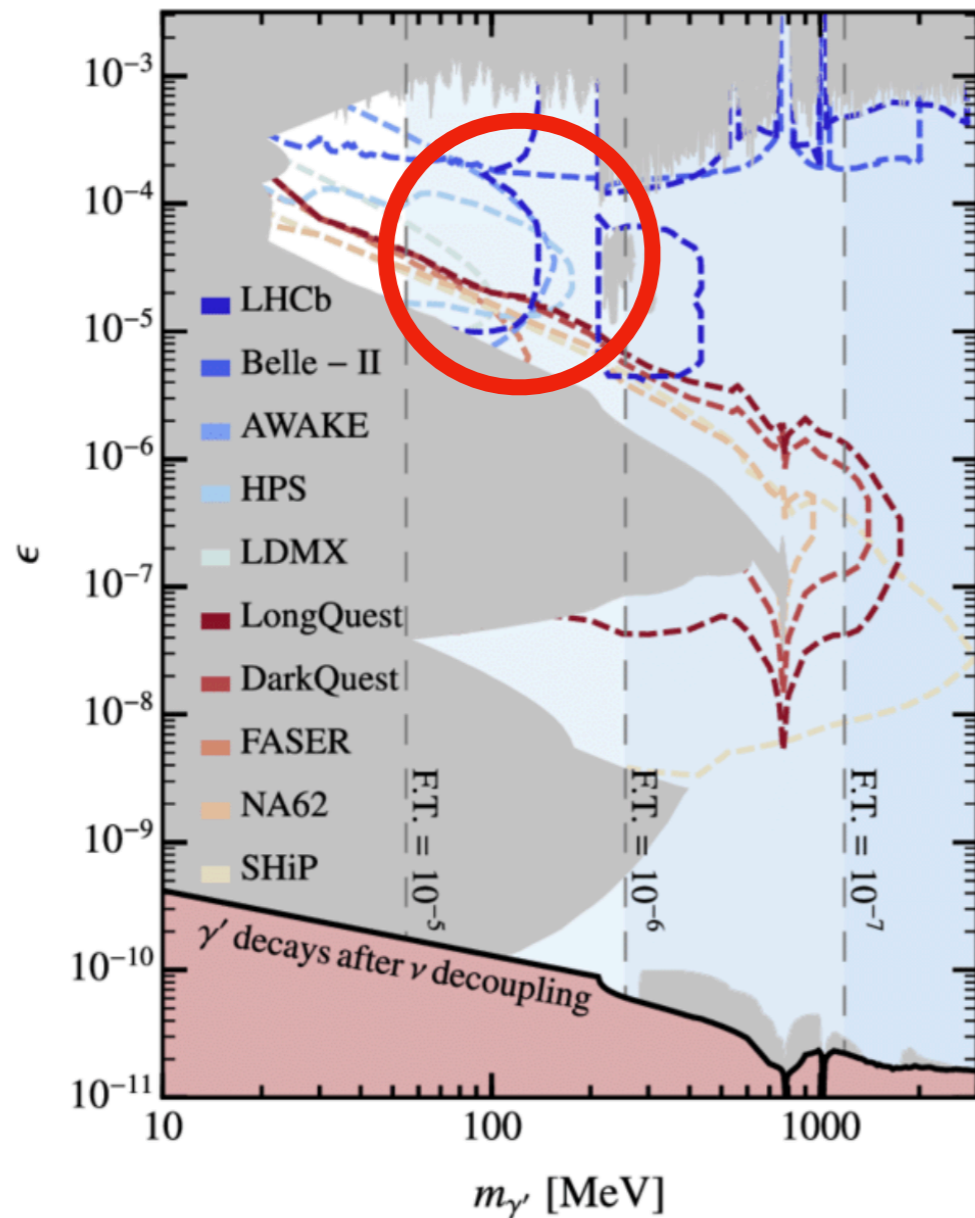 10⁻³
10⁻⁴
10⁻⁵
10⁻⁶
10⁻⁷
10⁻⁸
10⁻⁹
10⁻¹⁰
10⁻¹¹
ϵ
LHCb
Belle – II
AWAKE
HPS
LDMX
LongQuest
DarkQuest
FASER
NA62
SHiP
F.T. = 10⁻⁵
F.T. = 10⁻⁶
F.T. = 10⁻⁷
γ′ decays after ν decoupling
10
100
1000
m_γ′ [MeV]